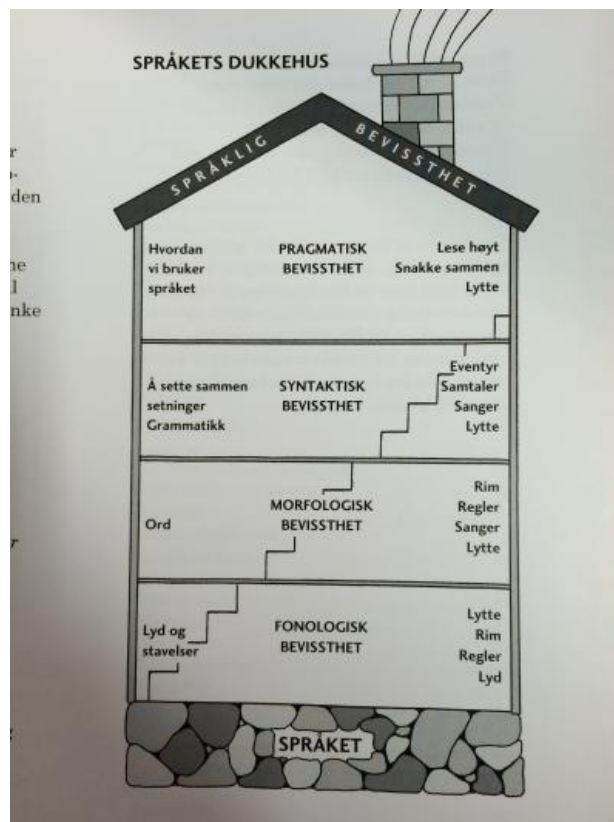 SPRÅKETS DUKKEHUS
SPRÅKLIG BEVISSTHET
Hvordan
vi bruker
språket
PRAGMATISK
BEVISSTHET
Lese høyt
Snakke sammen
Lytte
Å sette sammen
setninger
Grammatikk
SYNTAKTISK
BEVISSTHET
Eventyr
Samtaler
Sanger
Lytte
Ord
MORFOLOGISK
BEVISSTHET
Rim
Regler
Sanger
Lytte
Lyd og
stavelser
FONOLOGISK
BEVISSTHET
Lytte
Rim
Regler
Lyd
SPRÅKET